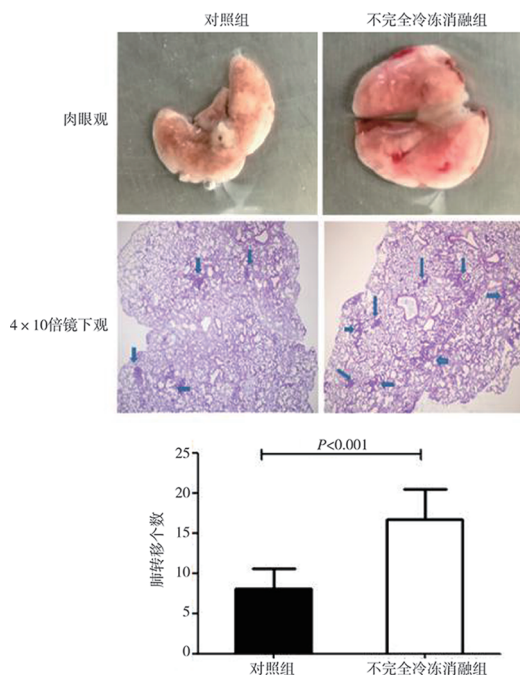 对照组 不完全冷冻消融组
肉眼观
4×10倍镜下观
P<0.001
肺转移个数
25
20
15
10
5
0
对照组 不完全冷冻消融组